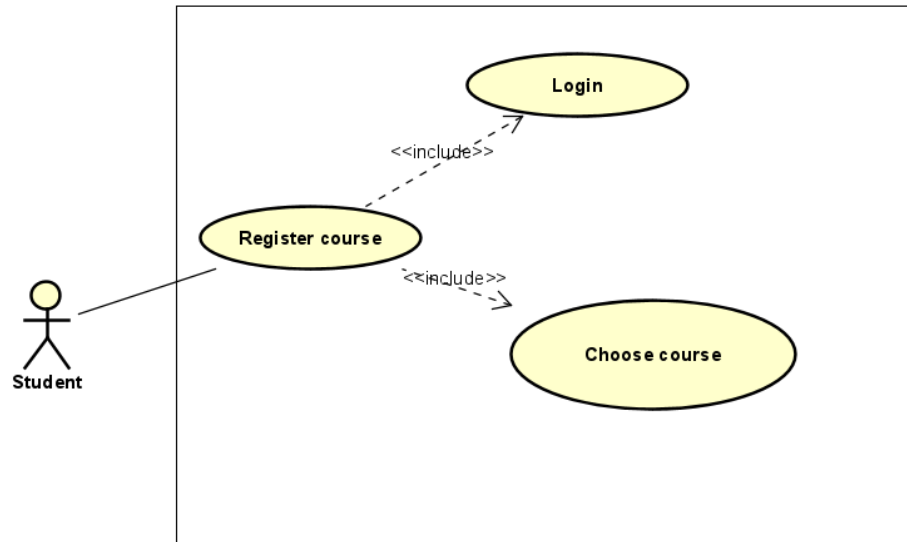 Login
<<include>>
Register course
<<include>>
Choose course
Student